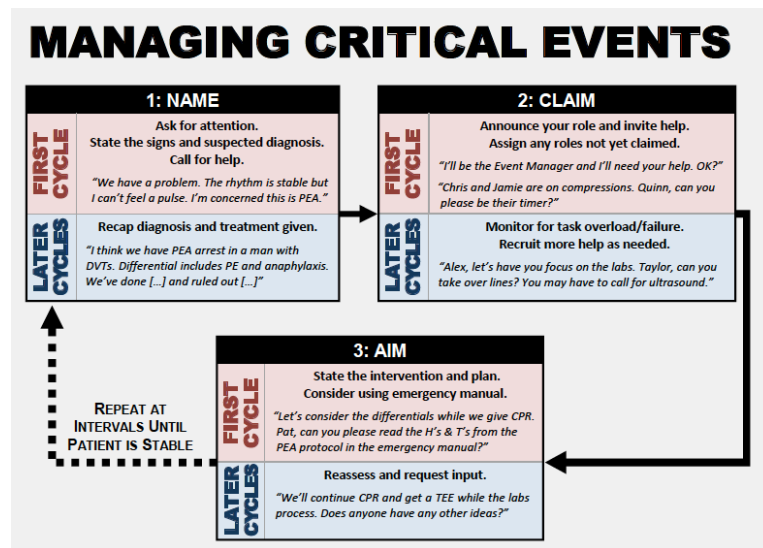 MANAGING CRITICAL EVENTS
1: NAME
FIRST
CYCLE
Ask for attention.
State the signs and suspected diagnosis.
Call for help.
“We have a problem. The rhythm is stable but
I can’t feel a pulse. I’m concerned this is PEA.”
LATER
CYCLES
Recap diagnosis and treatment given.
“I think we have PEA arrest in a man with
DVTs. Differential includes PE and anaphylaxis.
We’ve done […] and ruled out […]”
2: CLAIM
FIRST
CYCLE
Announce your role and invite help.
Assign any roles not yet claimed.
“I’ll be the Event Manager and I’ll need your help. OK?”
“Chris and Jamie are on compressions. Quinn, can you
please be their timer?”
LATER
CYCLES
Monitor for task overload/failure.
Recruit more help as needed.
“Alex, let’s have you focus on the labs. Taylor, can you
take over lines? You may have to call for ultrasound.”
3: AIM
FIRST
CYCLE
State the intervention and plan.
Consider using emergency manual.
“Let’s consider the differentials while we give CPR.
Pat, can you please read the H’s & T’s from the
PEA protocol in the emergency manual?”
LATER
CYCLES
Reassess and request input.
“We’ll continue CPR and get a TEE while the labs
process. Does anyone have any other ideas?”
REPEAT AT
INTERVALS UNTIL
PATIENT IS STABLE